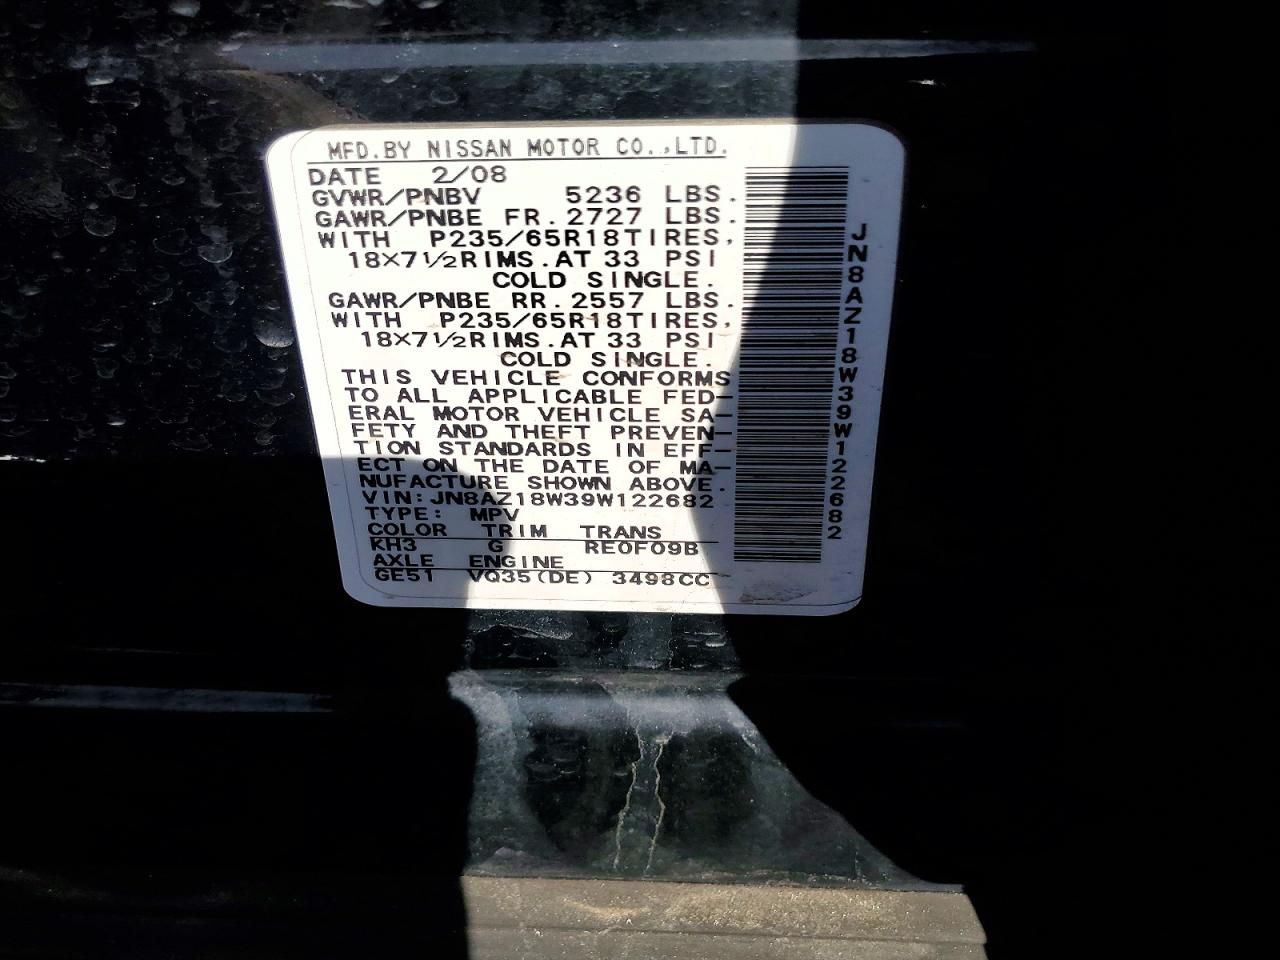 MFD.BY NISSAN MOTOR CO.,LTD.
DATE 2/08
GVWR/PNBV 5236 LBS.
GAWR/PNBE FR. 2727 LBS.
WITH P235/65R18TIRES,
18X7½RIMS.AT 33 PSI
COLD SINGLE.
GAWR/PNBE RR. 2557 LBS.
WITH P235/65R18TIRES,
18X7½RIMS.AT 33 PSI
COLD SINGLE.
THIS VEHICLE CONFORMS
TO ALL APPLICABLE FED-
ERAL MOTOR VEHICLE SA-
FETY AND THEFT PREVEN-
TION STANDARDS IN EFF-
ECT ON THE DATE OF MA-
NUFACTURE SHOWN ABOVE.
VIN:JN8AZ18W39W122682
TYPE: MPV
COLOR TRIM TRANS
KH3 G RE0F09B
AXLE ENGINE
GE51 VQ35(DE) 3498CC
JN8AZ18W39W122682